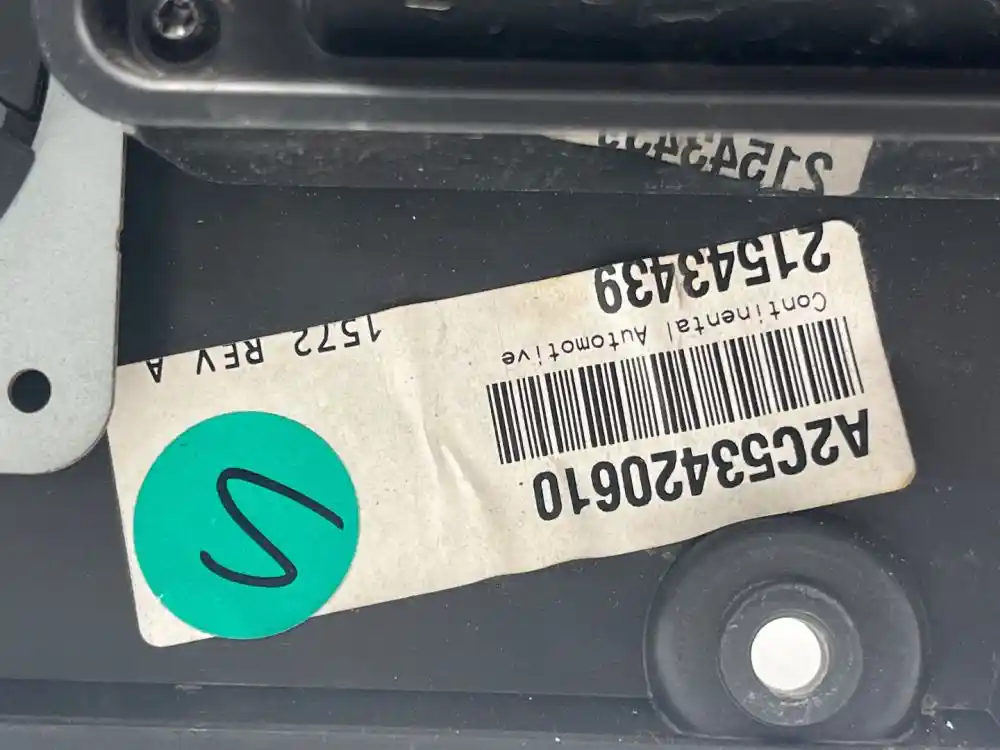 A2C53420610
Continental Automotive
21543439
1572 REV A